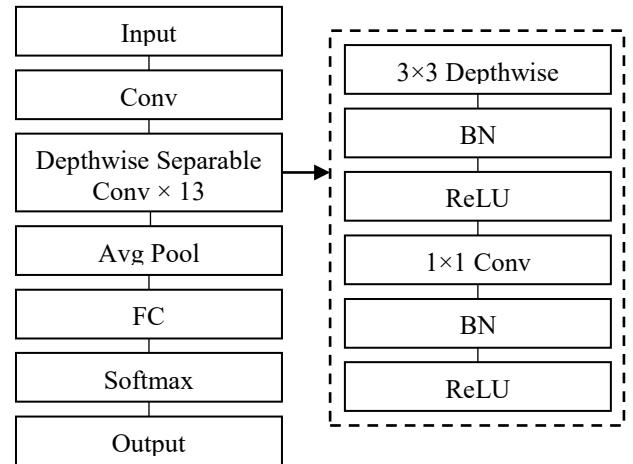 Input
Conv
Depthwise Separable
Conv × 13
Avg Pool
FC
Softmax
Output
3×3 Depthwise
BN
ReLU
1×1 Conv
BN
ReLU